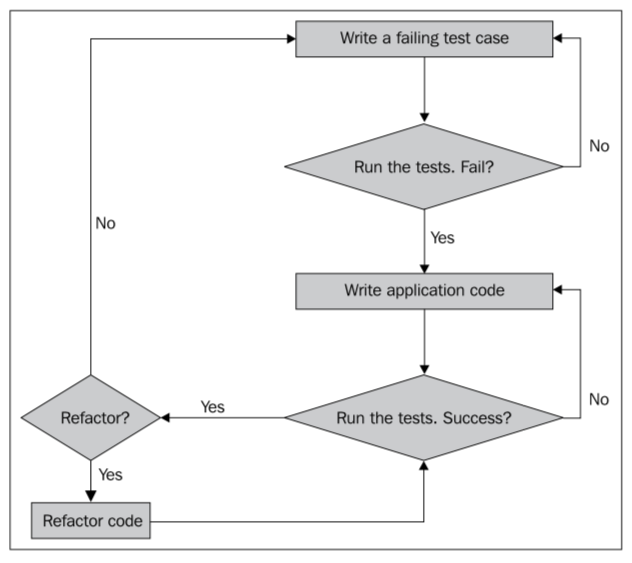 Write a failing test case
No
Run the tests. Fail?
No
Yes
Write application code
No
Yes
Refactor?
Run the tests. Success?
Yes
Refactor code